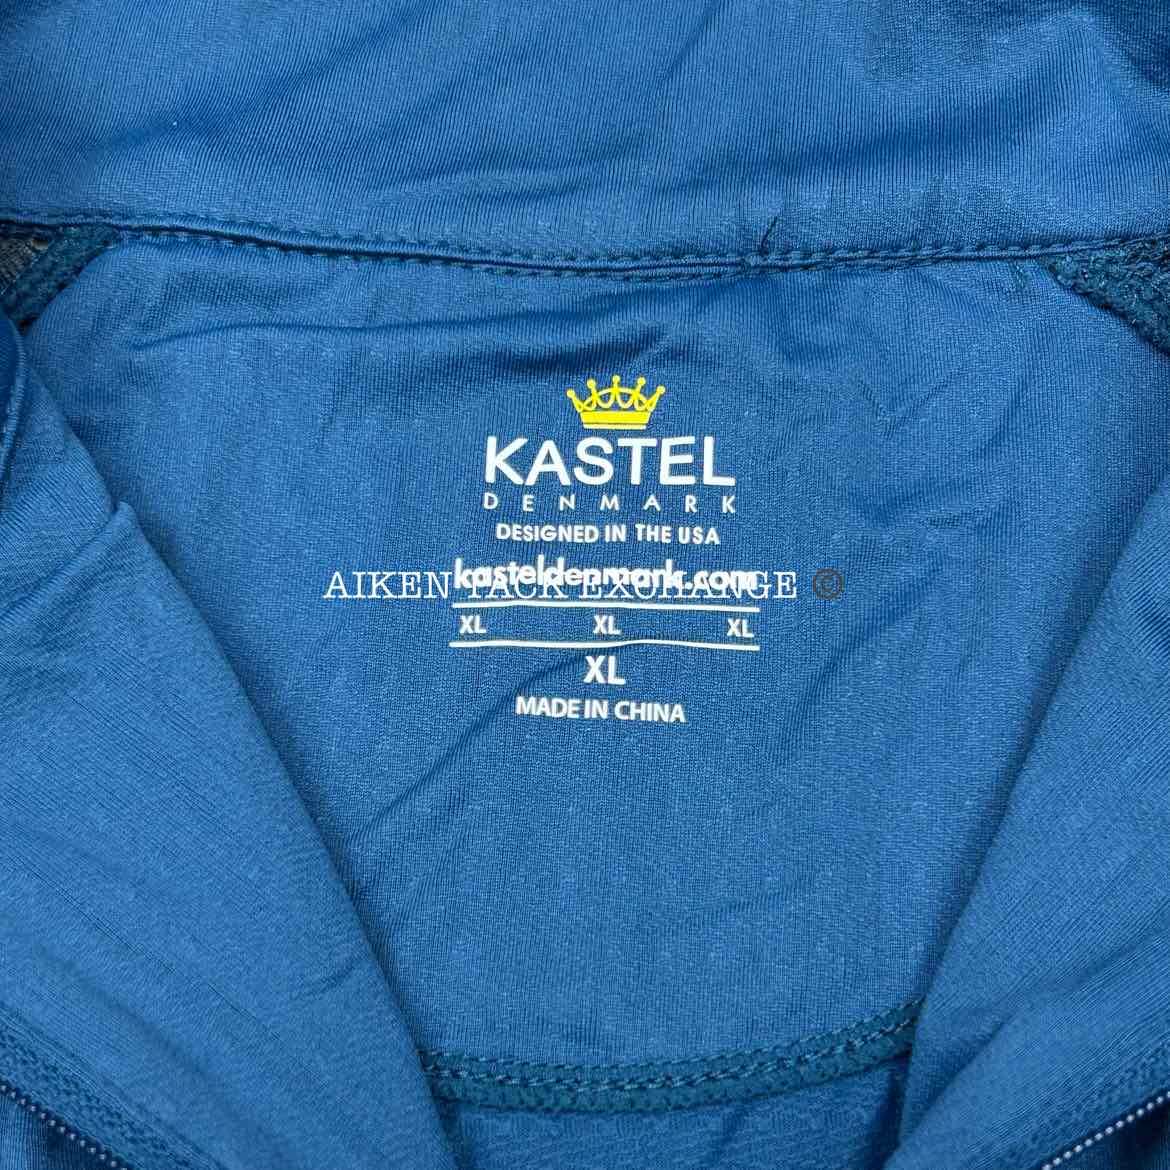 KASTEL
DENMARK
DESIGNED IN THE USA
kasteldenmark.com
AIKEN TACK EXCHANGE ©
XL XL XL
XL
MADE IN CHINA